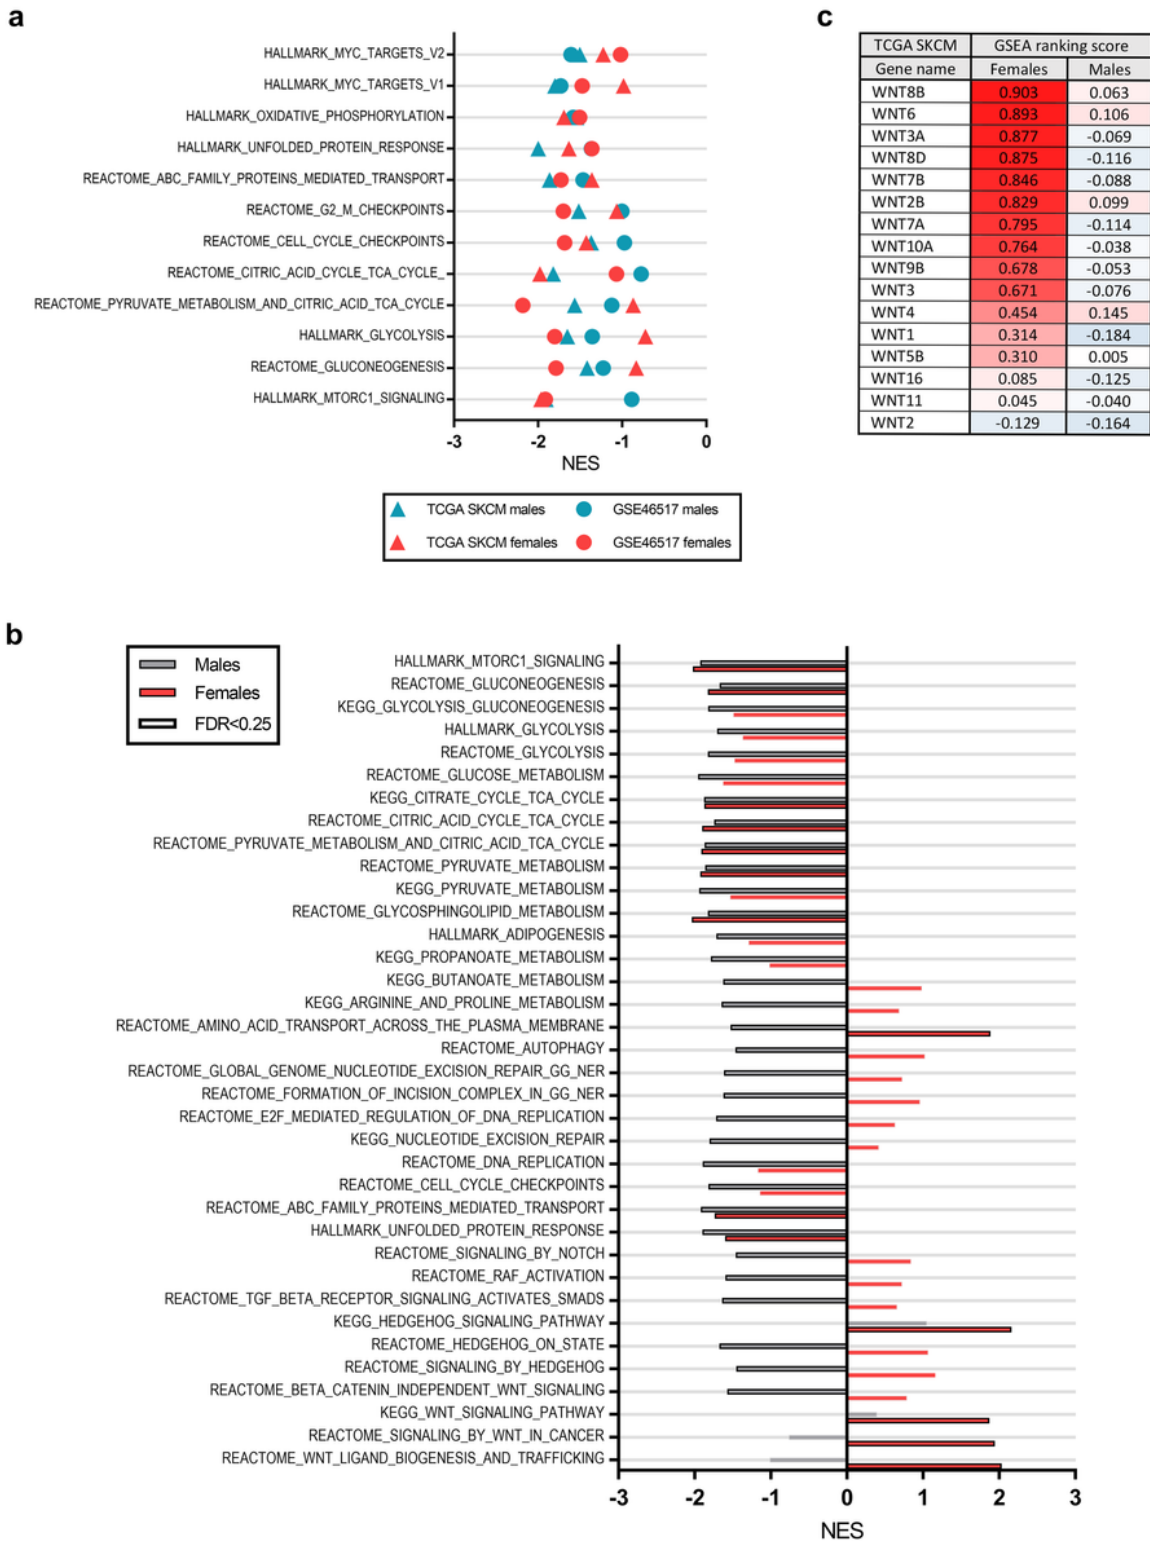 a
HALLMARK_MYC_TARGETS_V2
HALLMARK_MYC_TARGETS_V1
HALLMARK_OXIDATIVE_PHOSPHORYLATION
HALLMARK_UNFOLDED_PROTEIN_RESPONSE
REACTOME_ABC_FAMILY_PROTEINS_MEDIATED_TRANSPORT
REACTOME_G2_M_CHECKPOINTS
REACTOME_CELL_CYCLE_CHECKPOINTS
REACTOME_CITRIC_ACID_CYCLE_TCA_CYCLE_
REACTOME_PYRUVATE_METABOLISM_AND_CITRIC_ACID_TCA_CYCLE
HALLMARK_GLYCOLYSIS
REACTOME_GLUCONEOGENESIS
HALLMARK_MTORC1_SIGNALING
-3 -2 -1 0
NES
TCGA SKCM males GSE46517 males
TCGA SKCM females GSE46517 females
c
TCGA SKCM GSEA ranking score
Gene name Females Males
WNT8B 0.903 0.063
WNT6 0.893 0.106
WNT3A 0.877 -0.069
WNT8D 0.875 -0.116
WNT7B 0.846 -0.088
WNT2B 0.829 0.099
WNT7A 0.795 -0.114
WNT10A 0.764 -0.038
WNT9B 0.678 -0.053
WNT3 0.671 -0.076
WNT4 0.454 0.145
WNT1 0.314 -0.184
WNT5B 0.310 0.005
WNT16 0.085 -0.125
WNT11 0.045 -0.040
WNT2 -0.129 -0.164
b
Males
Females
FDR<0.25
HALLMARK_MTORC1_SIGNALING
REACTOME_GLUCONEOGENESIS
KEGG_GLYCOLYSIS_GLUCONEOGENESIS
HALLMARK_GLYCOLYSIS
REACTOME_GLYCOLYSIS
REACTOME_GLUCOSE_METABOLISM
KEGG_CITRATE_CYCLE_TCA_CYCLE
REACTOME_CITRIC_ACID_CYCLE_TCA_CYCLE
REACTOME_PYRUVATE_METABOLISM_AND_CITRIC_ACID_TCA_CYCLE
REACTOME_PYRUVATE_METABOLISM
KEGG_PYRUVATE_METABOLISM
REACTOME_GLYCOSPHINGOLIPID_METABOLISM
HALLMARK_ADIPOGENESIS
KEGG_PROPANOATE_METABOLISM
KEGG_BUTANOATE_METABOLISM
KEGG_ARGININE_AND_PROLINE_METABOLISM
REACTOME_AMINO_ACID_TRANSPORT_ACROSS_THE_PLASMA_MEMBRANE
REACTOME_AUTOPHAGY
REACTOME_GLOBAL_GENOME_NUCLEOTIDE_EXCISION_REPAIR_GG_NER
REACTOME_FORMATION_OF_INCISION_COMPLEX_IN_GG_NER
REACTOME_E2F_MEDIATED_REGULATION_OF_DNA_REPLICATION
KEGG_NUCLEOTIDE_EXCISION_REPAIR
REACTOME_DNA_REPLICATION
REACTOME_CELL_CYCLE_CHECKPOINTS
REACTOME_ABC_FAMILY_PROTEINS_MEDIATED_TRANSPORT
HALLMARK_UNFOLDED_PROTEIN_RESPONSE
REACTOME_SIGNALING_BY_NOTCH
REACTOME_RAF_ACTIVATION
REACTOME_TGF_BETA_RECEPTOR_SIGNALING_ACTIVATES_SMADS
KEGG_HEDGEHOG_SIGNALING_PATHWAY
REACTOME_HEDGEHOG_ON_STATE
REACTOME_SIGNALING_BY_HEDGEHOG
REACTOME_BETA_CATENIN_INDEPENDENT_WNT_SIGNALING
KEGG_WNT_SIGNALING_PATHWAY
REACTOME_SIGNALING_BY_WNT_IN_CANCER
REACTOME_WNT_LIGAND_BIOGENESIS_AND_TRAFFICKING
-3 -2 -1 0 1 2 3
NES